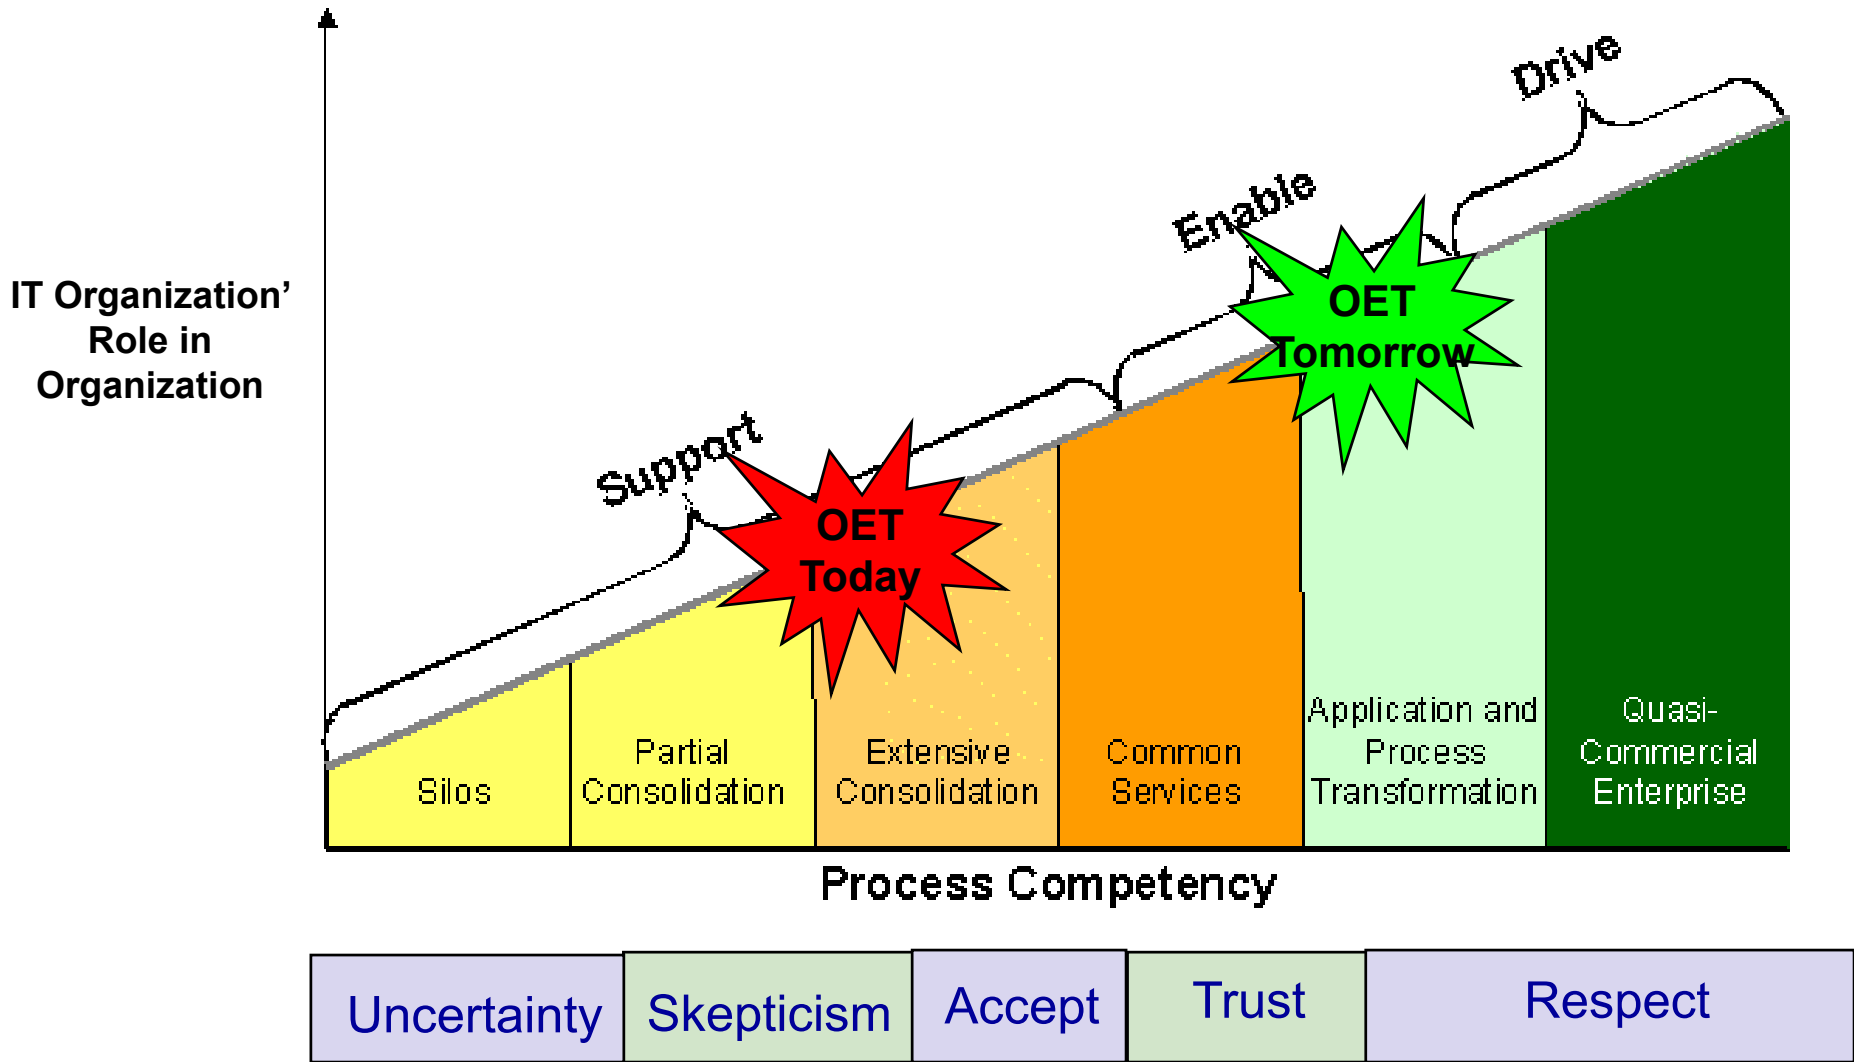 Drive
Enable
Support
IT Organization’
Role in
Organization
OET
Tomorrow
OET
Today
Silos
Partial
Consolidation
Extensive
Consolidation
Common
Services
Application and
Process
Transformation
Quasi-
Commercial
Enterprise
Process Competency
Uncertainty
Skepticism
Accept
Trust
Respect